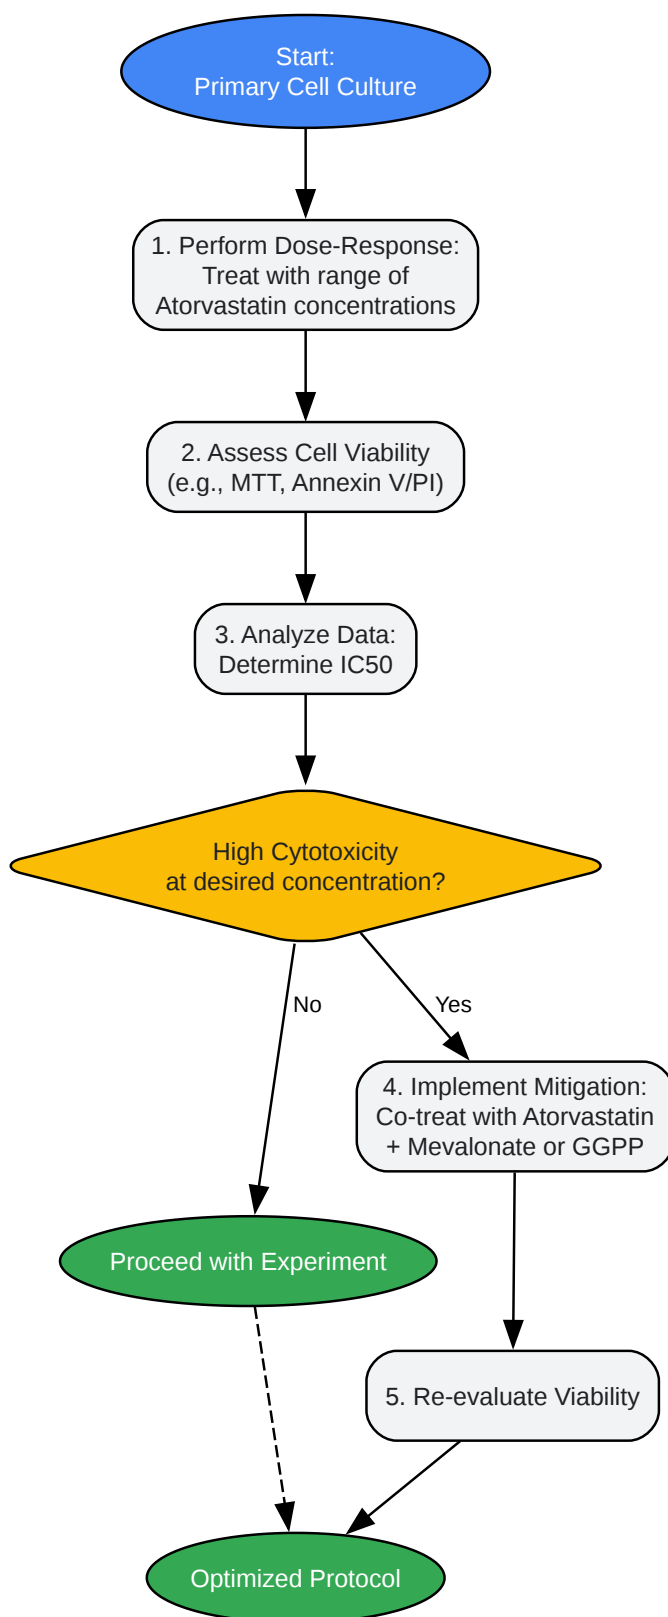 Start:
Primary Cell Culture
1. Perform Dose-Response:
Treat with range of
Atorvastatin concentrations
2. Assess Cell Viability
(e.g., MTT, Annexin V/PI)
3. Analyze Data:
Determine IC50
High Cytotoxicity
at desired concentration?
No
Yes
4. Implement Mitigation:
Co-treat with Atorvastatin
+ Mevalonate or GGPP
Proceed with Experiment
5. Re-evaluate Viability
Optimized Protocol